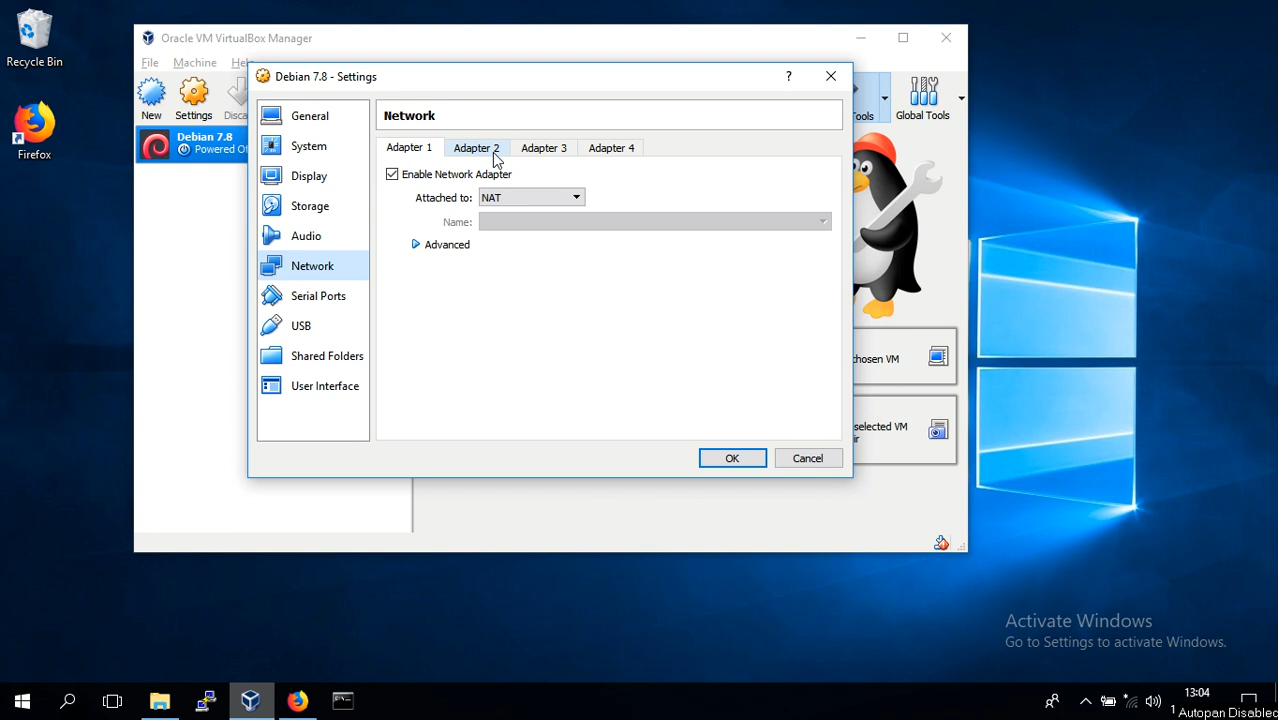 Recycle Bin
Firefox
Oracle VM VirtualBox Manager
File Machine
New Settings
Debian 7.8
Powered
Tools Global Tools
Debian 7.8 - Settings
?
General
System
Display
Storage
Audio
Network
Serial Ports
USB
Shared Folders
User Interface
Network
Adapter 1 Adapter 2 Adapter 3 Adapter 4
Enable Network Adapter
Attached to: NAT
Name:
Advanced
OK Cancel
chosen VM
selected VM
Activate Windows
Go to Settings to activate Windows.
13:04
Autopan Disabled